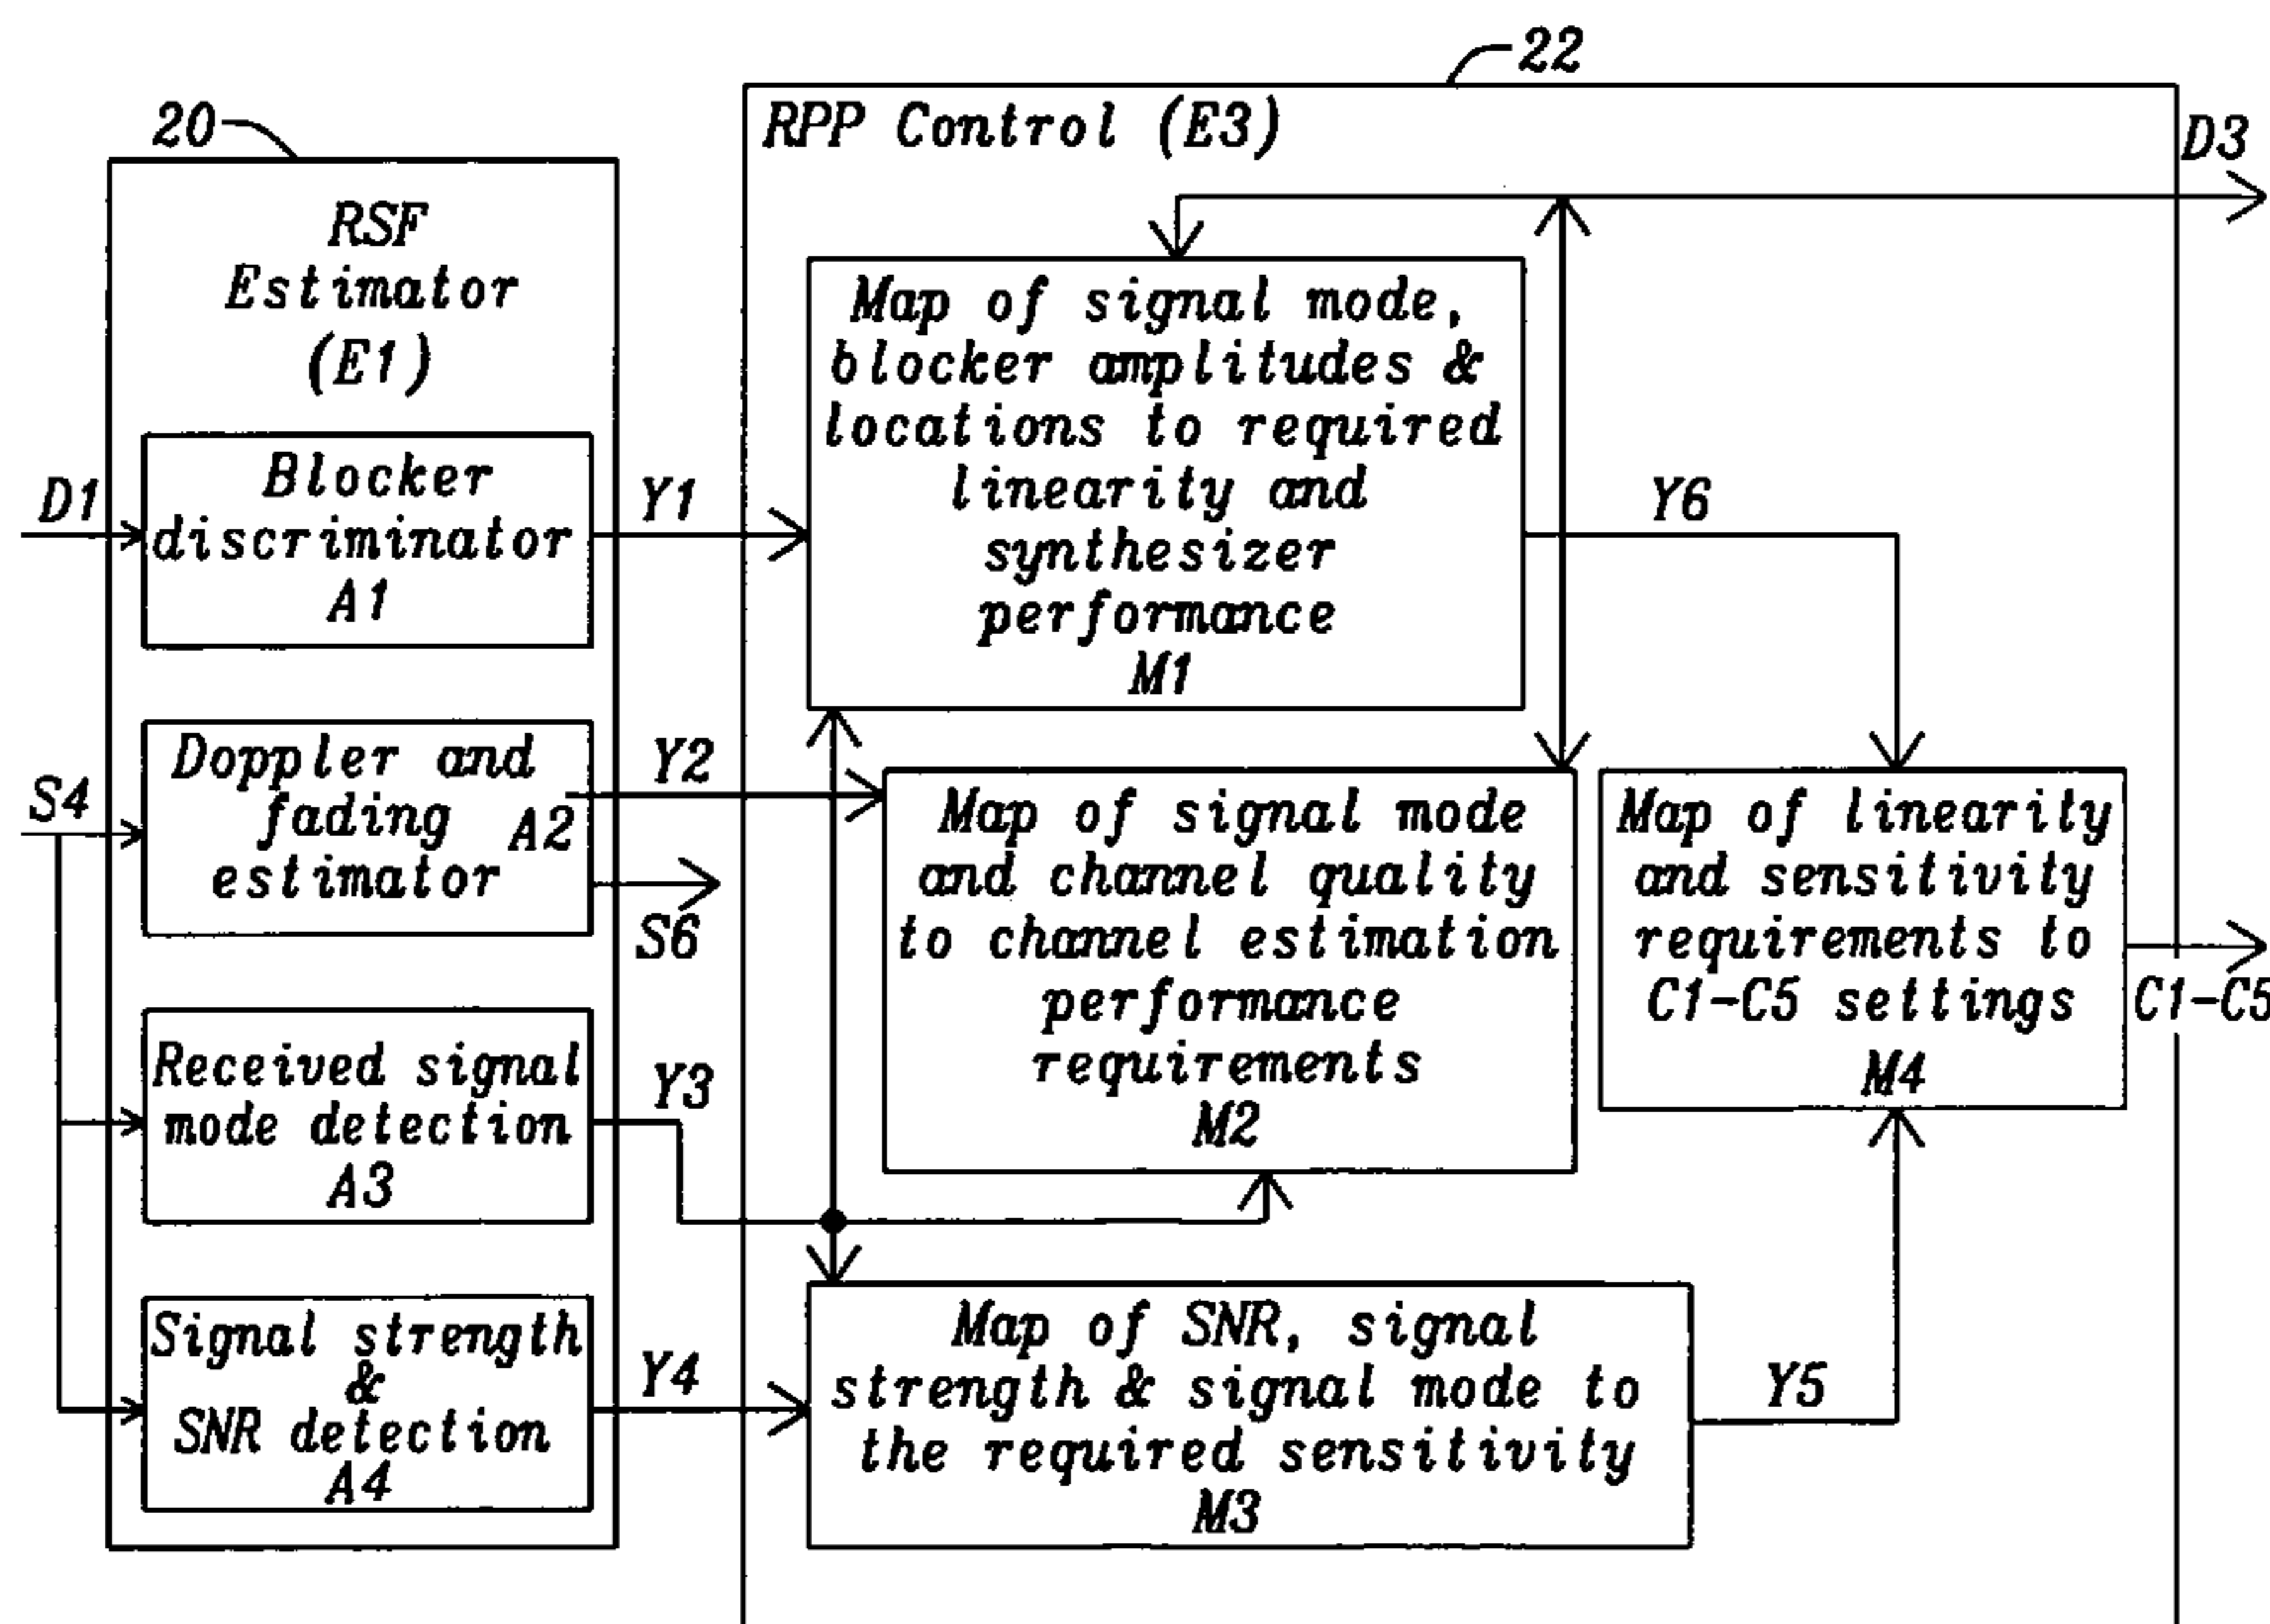 22
20
RPP Control (E3)
D3
RSF
Estimator
(E1)
D1
Blocker
discriminator
A1
Y1
Map of signal mode,
blocker amplitudes &
locations to required
linearity and
synthesizer
performance
M1
Y6
S4
Doppler and
fading
estimator
A2
Y2
S6
Map of signal mode
and channel quality
to channel estimation
performance
requirements
M2
Map of linearity
and sensitivity
requirements to
C1-C5 settings
M4
C1-C5
Received signal
mode detection
A3
Y3
Signal strength
&
SNR detection
A4
Y4
Map of SNR, signal
strength & signal mode to
the required sensitivity
M3
Y5